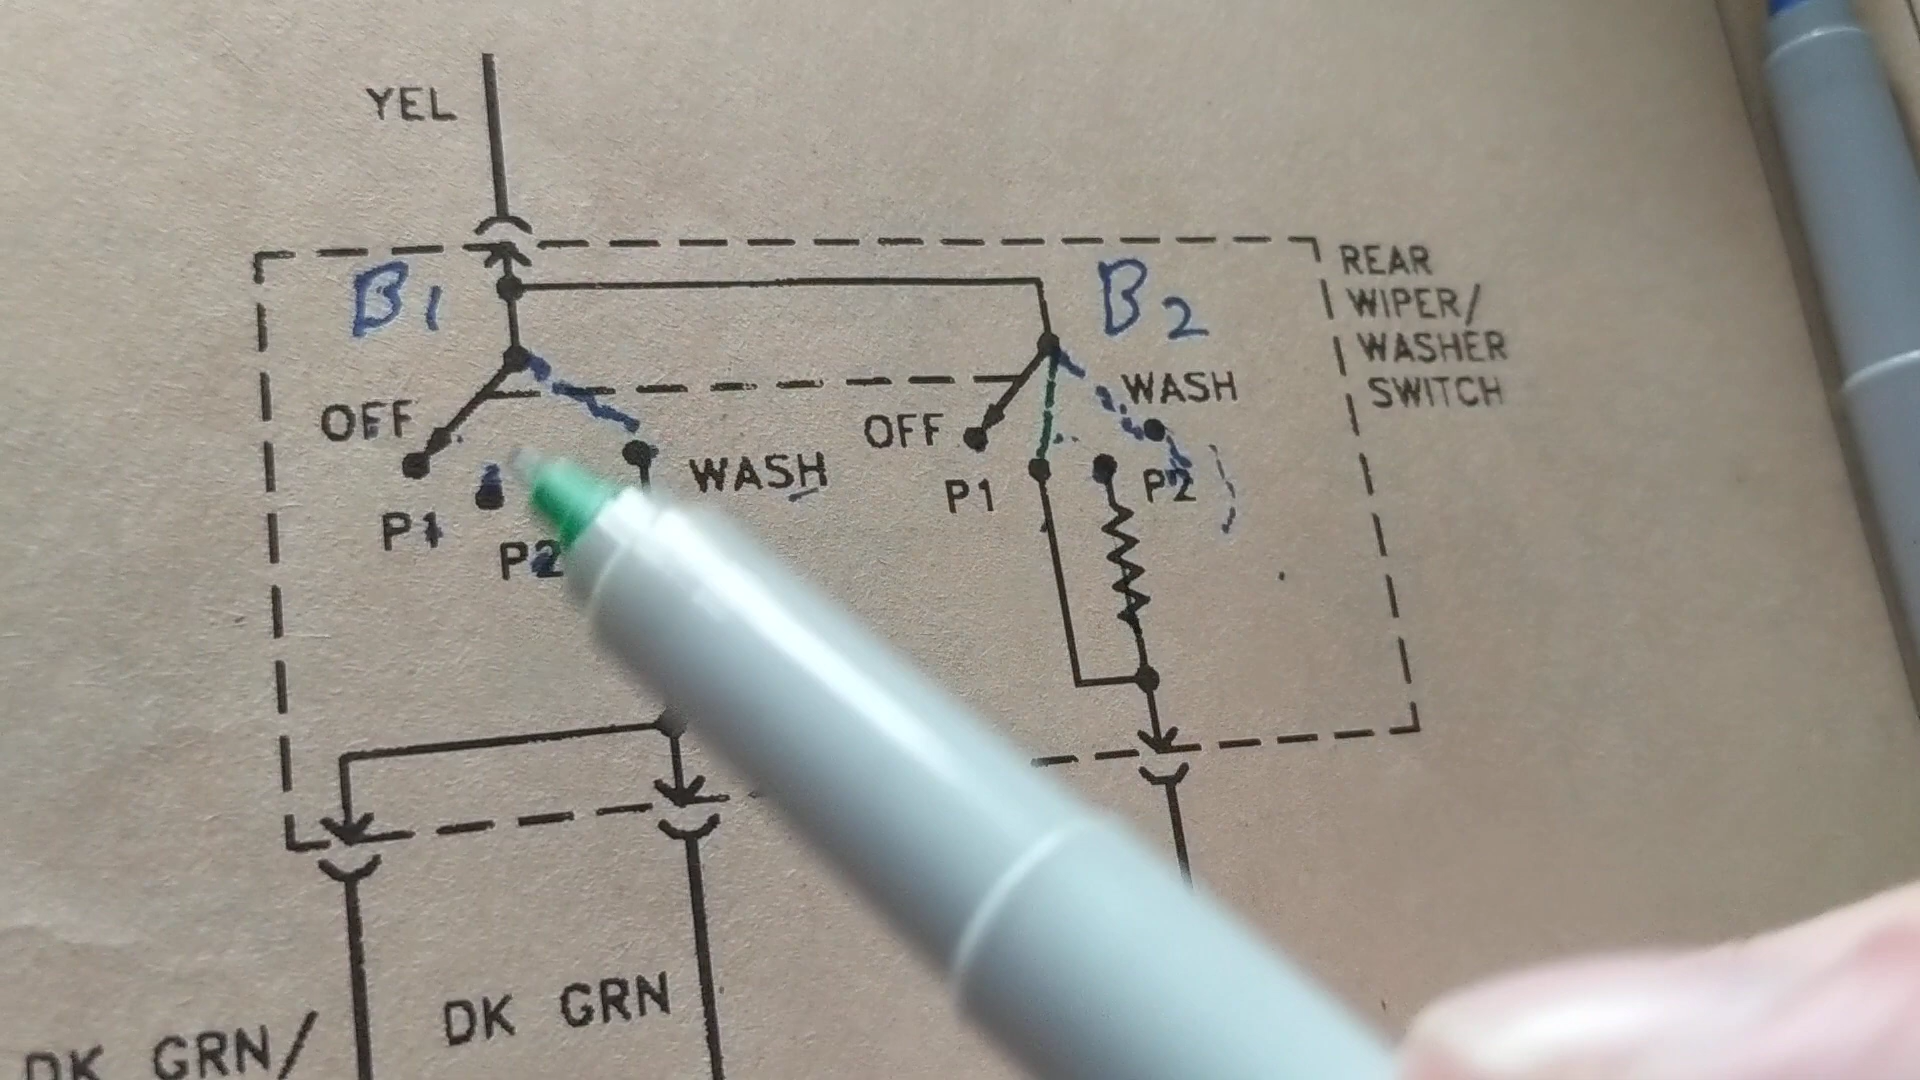 YEL
B1
B2
REAR
WIPER/
WASHER
SWITCH
OFF
WASH
OFF
WASH
P1
P2
P1
P2
DK GRN/
DK GRN